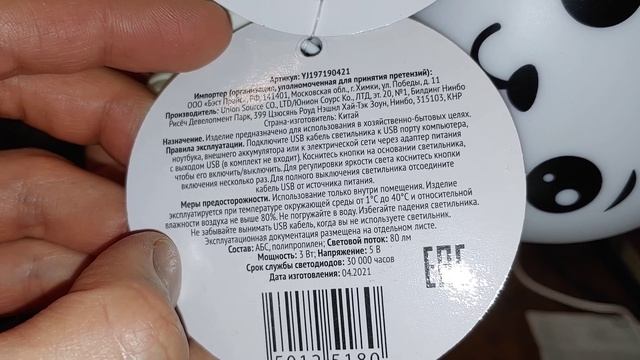 Артикул: YJ197190421
Импортер (организация, уполномоченная для принятия претензий):
ООО «Бэст Прайс», РФ, 141401, Московская обл., г. Химки, ул. Победы, д. 11
Производитель: Union Source CO., LTD/Юнион Соурс Ко., ЛТД, эт. 20, №1, Билдинг Нинбо
Рисёч Девелопмент Парк, 399 Цзюсянь Роуд Нэшнл Хай-Тэк Зоун, Нинбо, 315103, КНР
Страна-изготовитель: Китай
Назначение. Изделие предназначено для использования в хозяйственно-бытовых целях.
Правила эксплуатации. Подключите USB кабель светильника к USB порту компьютера,
ноутбука, внешнего аккумулятора или к электрической сети через адаптер питания
с выходом USB (в комплект не входит). Коснитесь кнопки на основании светильника,
чтобы его включить/выключить. Для регулировки яркости света коснитесь кнопки
включения несколько раз. Для полного выключения светильника отсоедините
кабель USB от источника питания.
Меры предосторожности. Использование только внутри помещения. Изделие
эксплуатируется при температуре окружающей среды от 1°C до 40°C и относительной
влажности воздуха не выше 80%. Не погружайте в воду. Избегайте падения светильника.
Не забывайте вынимать USB кабель, когда вы не используете светильник.
Эксплуатационная документация размещена на отдельном листе.
Состав: АБС, полипропилен; Световой поток: 80 лм
Мощность: 3 Вт; Напряжение: 5 В
Срок службы светодиодов: 30 000 часов
Дата изготовления: 04.2021
EAC